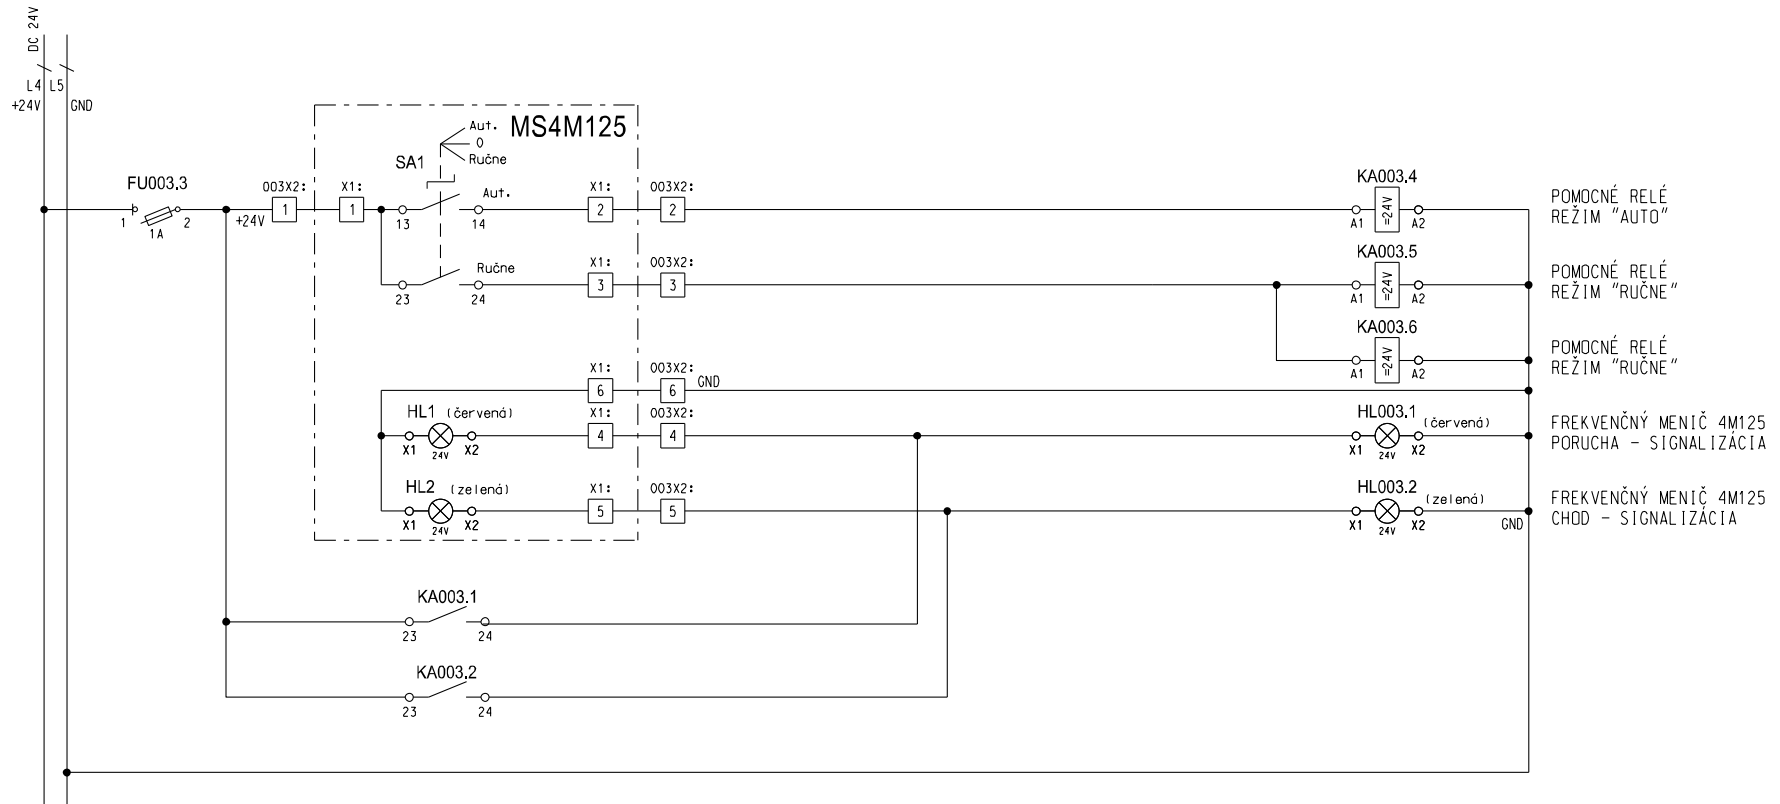 DC 24V
L4 L5
+24V GND
MS4M125
Aut.
0
Ručne
SA1
FU003.3
1 2
1A
+24V
003X2:
1
X1:
1
Aut.
13 14
X1:
2
003X2:
2
KA003.4
=24V
A1 A2
POMOCNÉ RELÉ
REŽIM "AUTO"
Ručne
23 24
X1:
3
003X2:
3
KA003.5
=24V
A1 A2
POMOCNÉ RELÉ
REŽIM "RUČNE"
KA003.6
=24V
A1 A2
POMOCNÉ RELÉ
REŽIM "RUČNE"
X1:
6
003X2:
6
GND
HL1 (červená)
X1 24V X2
X1:
4
003X2:
4
HL003.1 (červená)
X1 24V X2
FREKVENČNÝ MENIČ 4M125
PORUCHA - SIGNALIZÁCIA
HL2 (zelená)
X1 24V X2
X1:
5
003X2:
5
HL003.2 (zelená)
X1 24V X2
GND
FREKVENČNÝ MENIČ 4M125
CHOD - SIGNALIZÁCIA
KA003.1
23 24
KA003.2
23 24